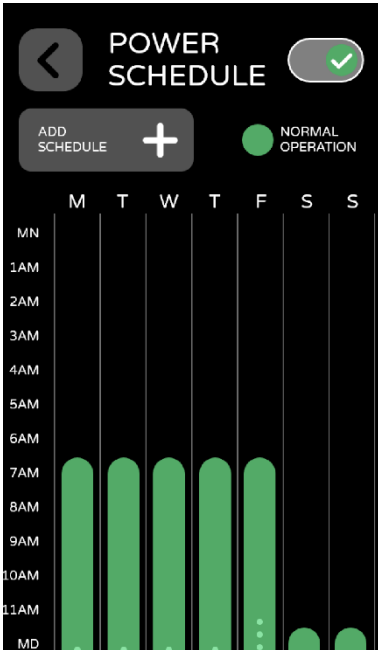 POWER
SCHEDULE
ADD
SCHEDULE
NORMAL
OPERATION
M T W T F S S
MN
1AM
2AM
3AM
4AM
5AM
6AM
7AM
8AM
9AM
10AM
11AM
MD